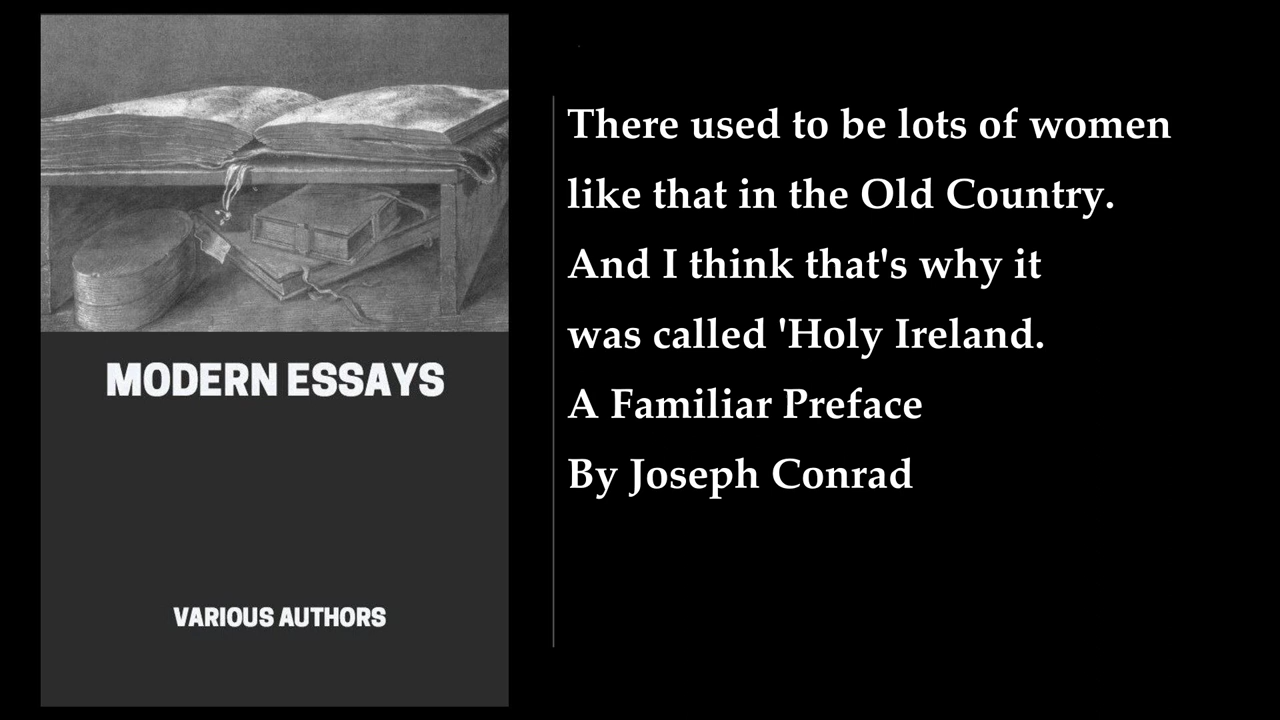 MODERN ESSAYS
VARIOUS AUTHORS
There used to be lots of women
like that in the Old Country.
And I think that's why it
was called 'Holy Ireland.
A Familiar Preface
By Joseph Conrad